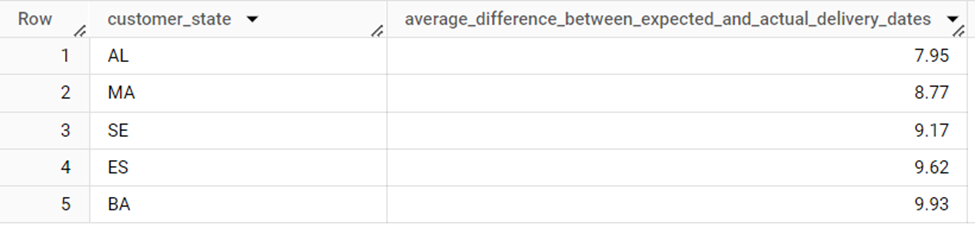 Row customer_state average_difference_between_expected_and_actual_delivery_dates
1 AL 7.95
2 MA 8.77
3 SE 9.17
4 ES 9.62
5 BA 9.93